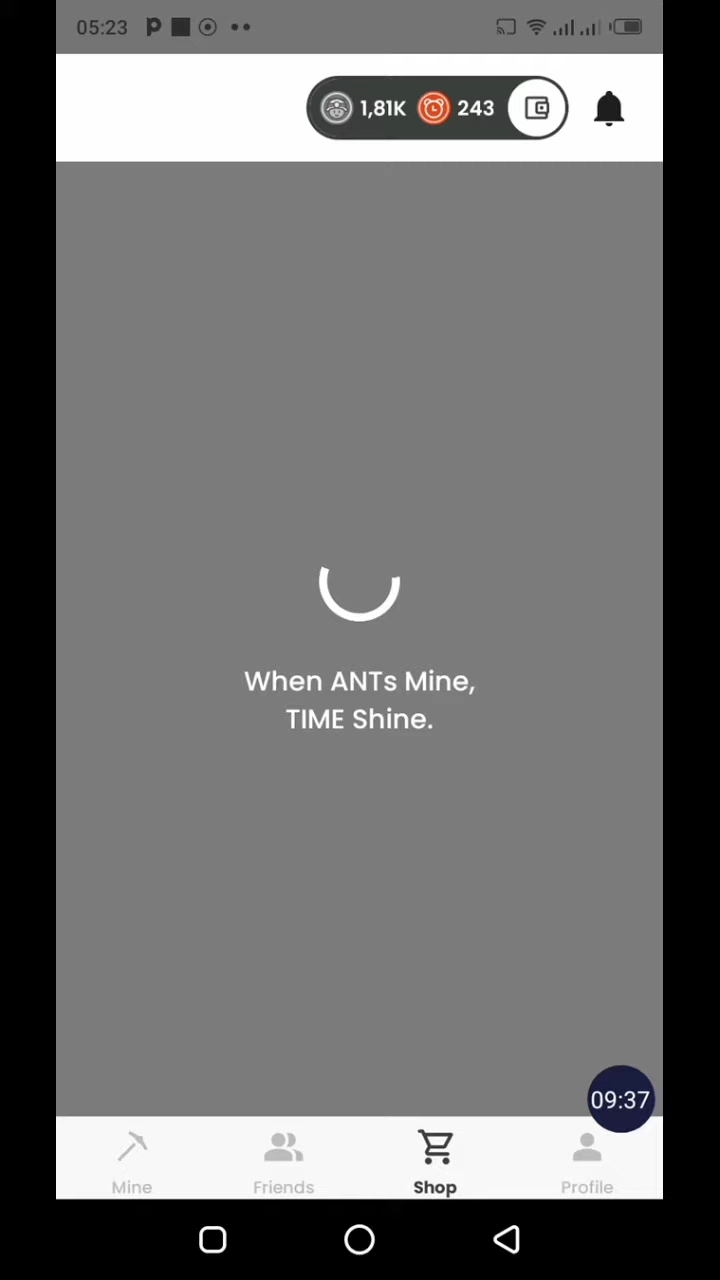 05:23
1,81K 243
When ANTs Mine,
TIME Shine.
09:37
Mine Friends Shop Profile